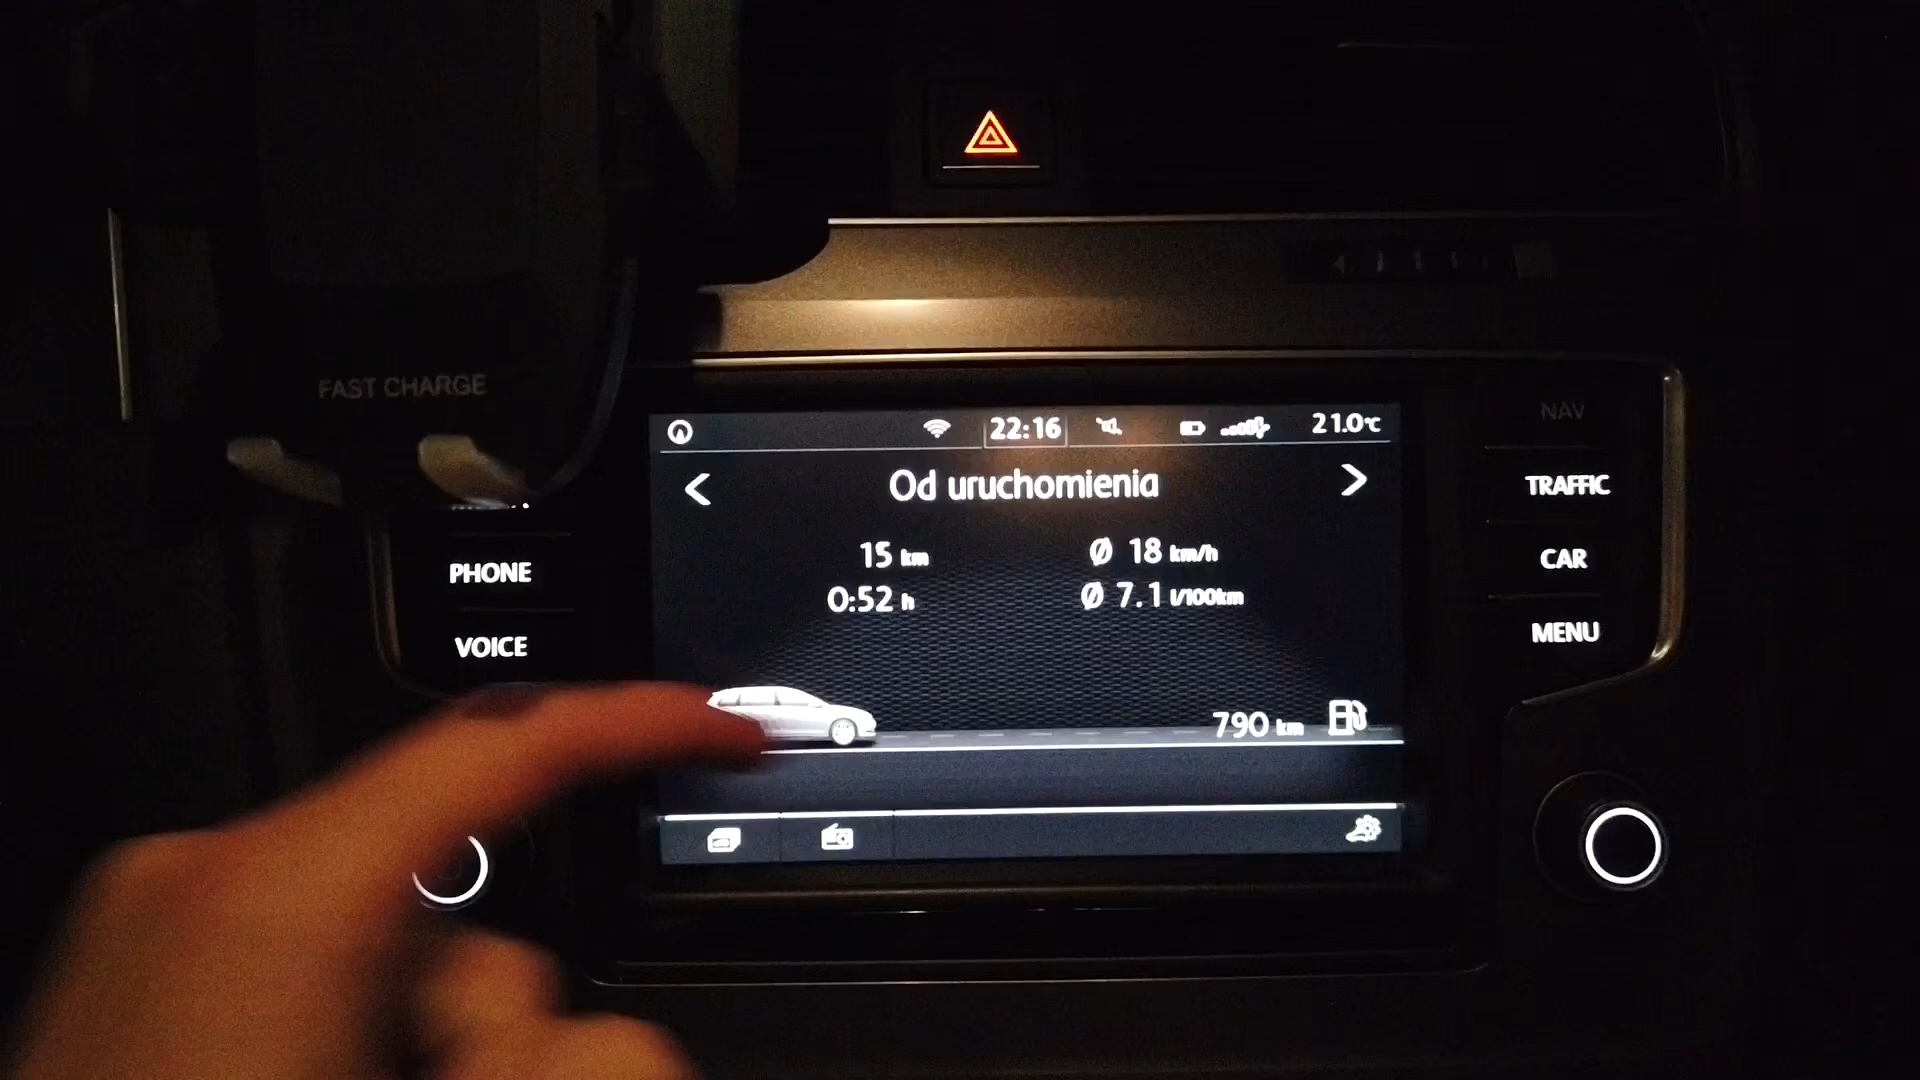 FAST CHARGE
22:16
21.0°C
Od uruchomienia
15 km
Ø 18 km/h
0:52 h
Ø 7.1 l/100km
790 km
PHONE
VOICE
NAV
TRAFFIC
CAR
MENU